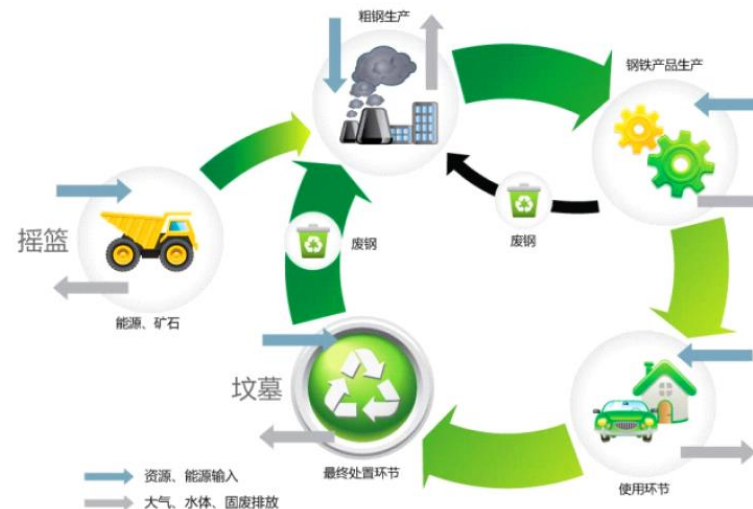 粗钢生产
钢铁产品生产
废钢
废钢
摇篮
能源、矿石
坟墓
最终处置环节
使用环节
资源、能源输入
大气、水体、固废排放